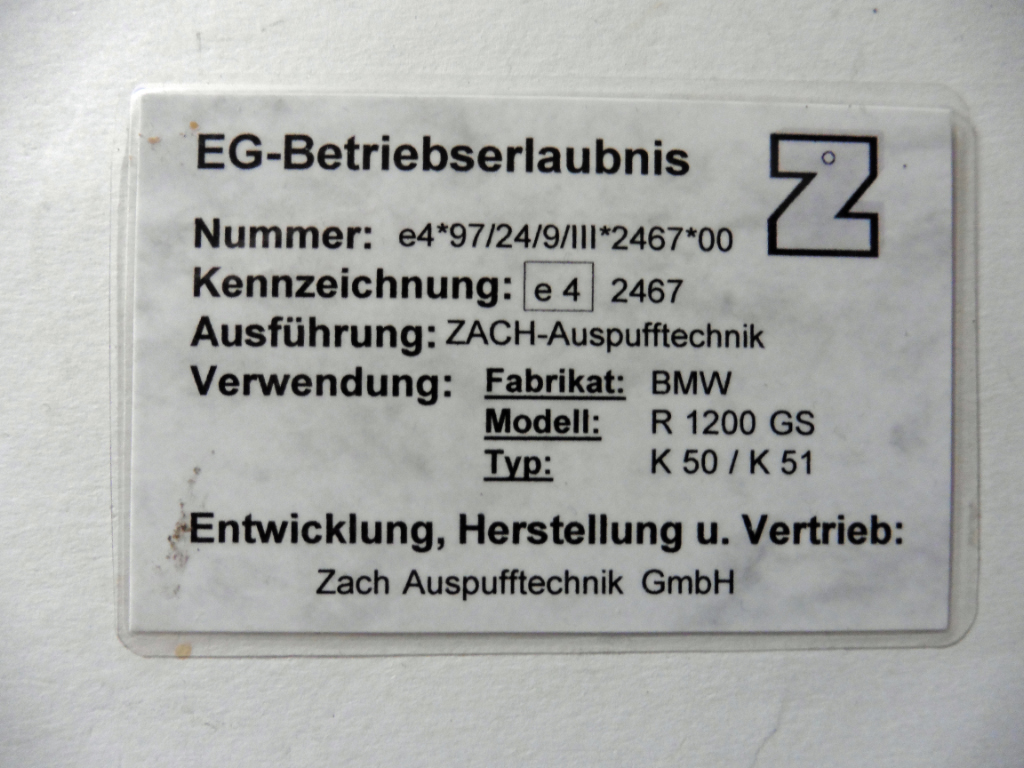 EG-Betriebserlaubnis
Nummer: e4*97/24/9/III*2467*00
Kennzeichnung: e 4 2467
Ausführung: ZACH-Auspufftechnik
Verwendung: Fabrikat: BMW
Modell: R 1200 GS
Typ: K 50 / K 51
Entwicklung, Herstellung u. Vertrieb:
Zach Auspufftechnik GmbH